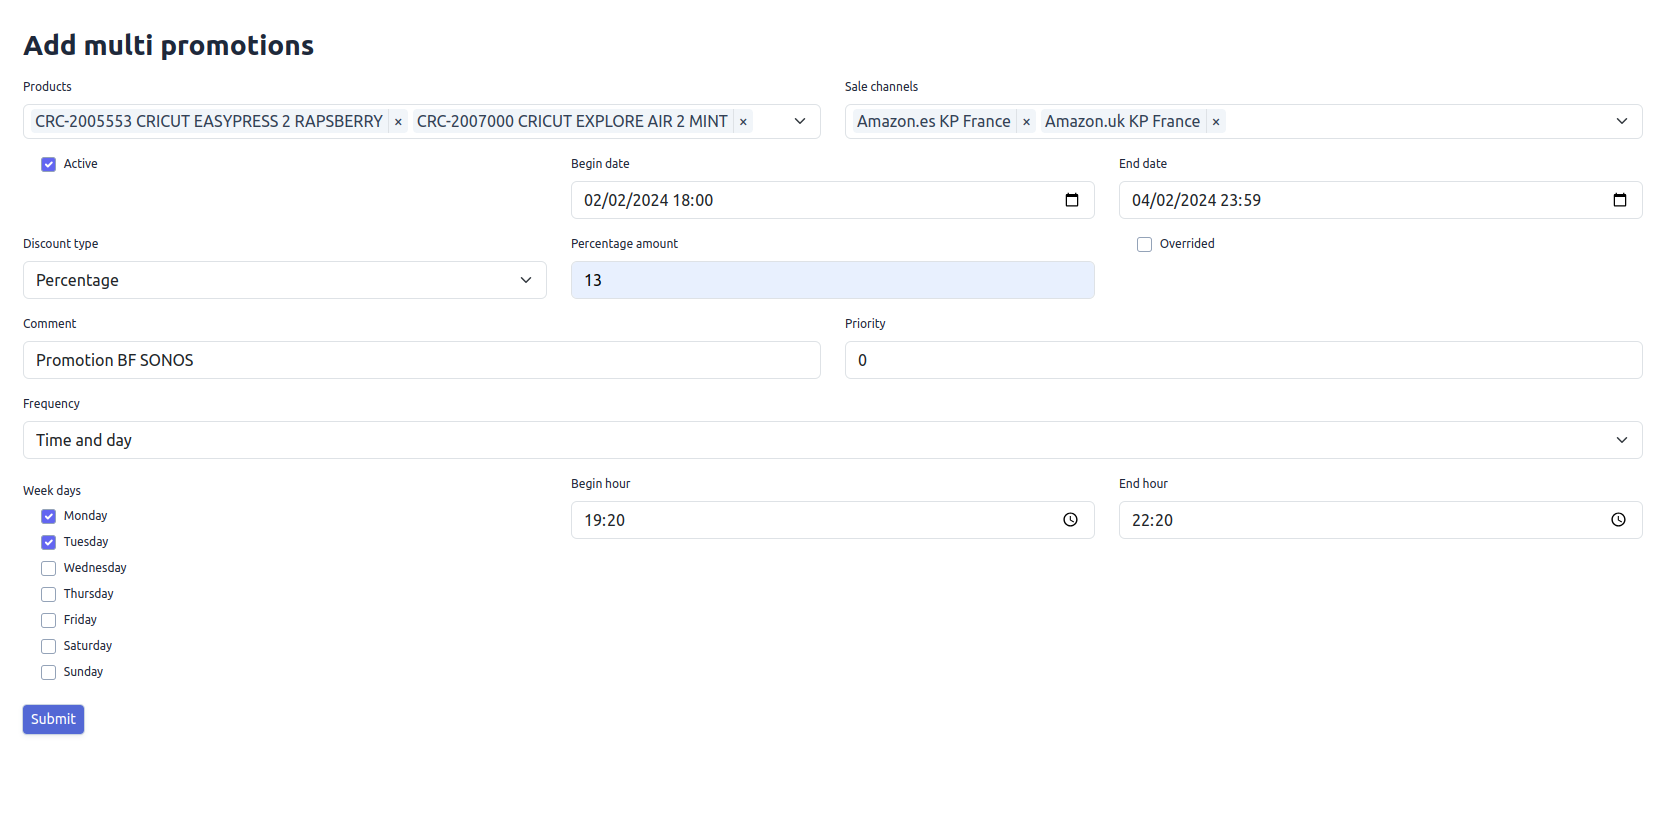 Add multi promotions
Products
Sale channels
CRC-2005553 CRICUT EASYPRESS 2 RAPSBERRY × CRC-2007000 CRICUT EXPLORE AIR 2 MINT ×
Amazon.es KP France × Amazon.uk KP France ×
Active
Begin date
End date
02/02/2024 18:00
04/02/2024 23:59
Discount type
Percentage amount
Overrided
Percentage
13
Comment
Priority
Promotion BF SONOS
0
Frequency
Time and day
Week days
Begin hour
End hour
19:20
22:20
Monday
Tuesday
Wednesday
Thursday
Friday
Saturday
Sunday
Submit